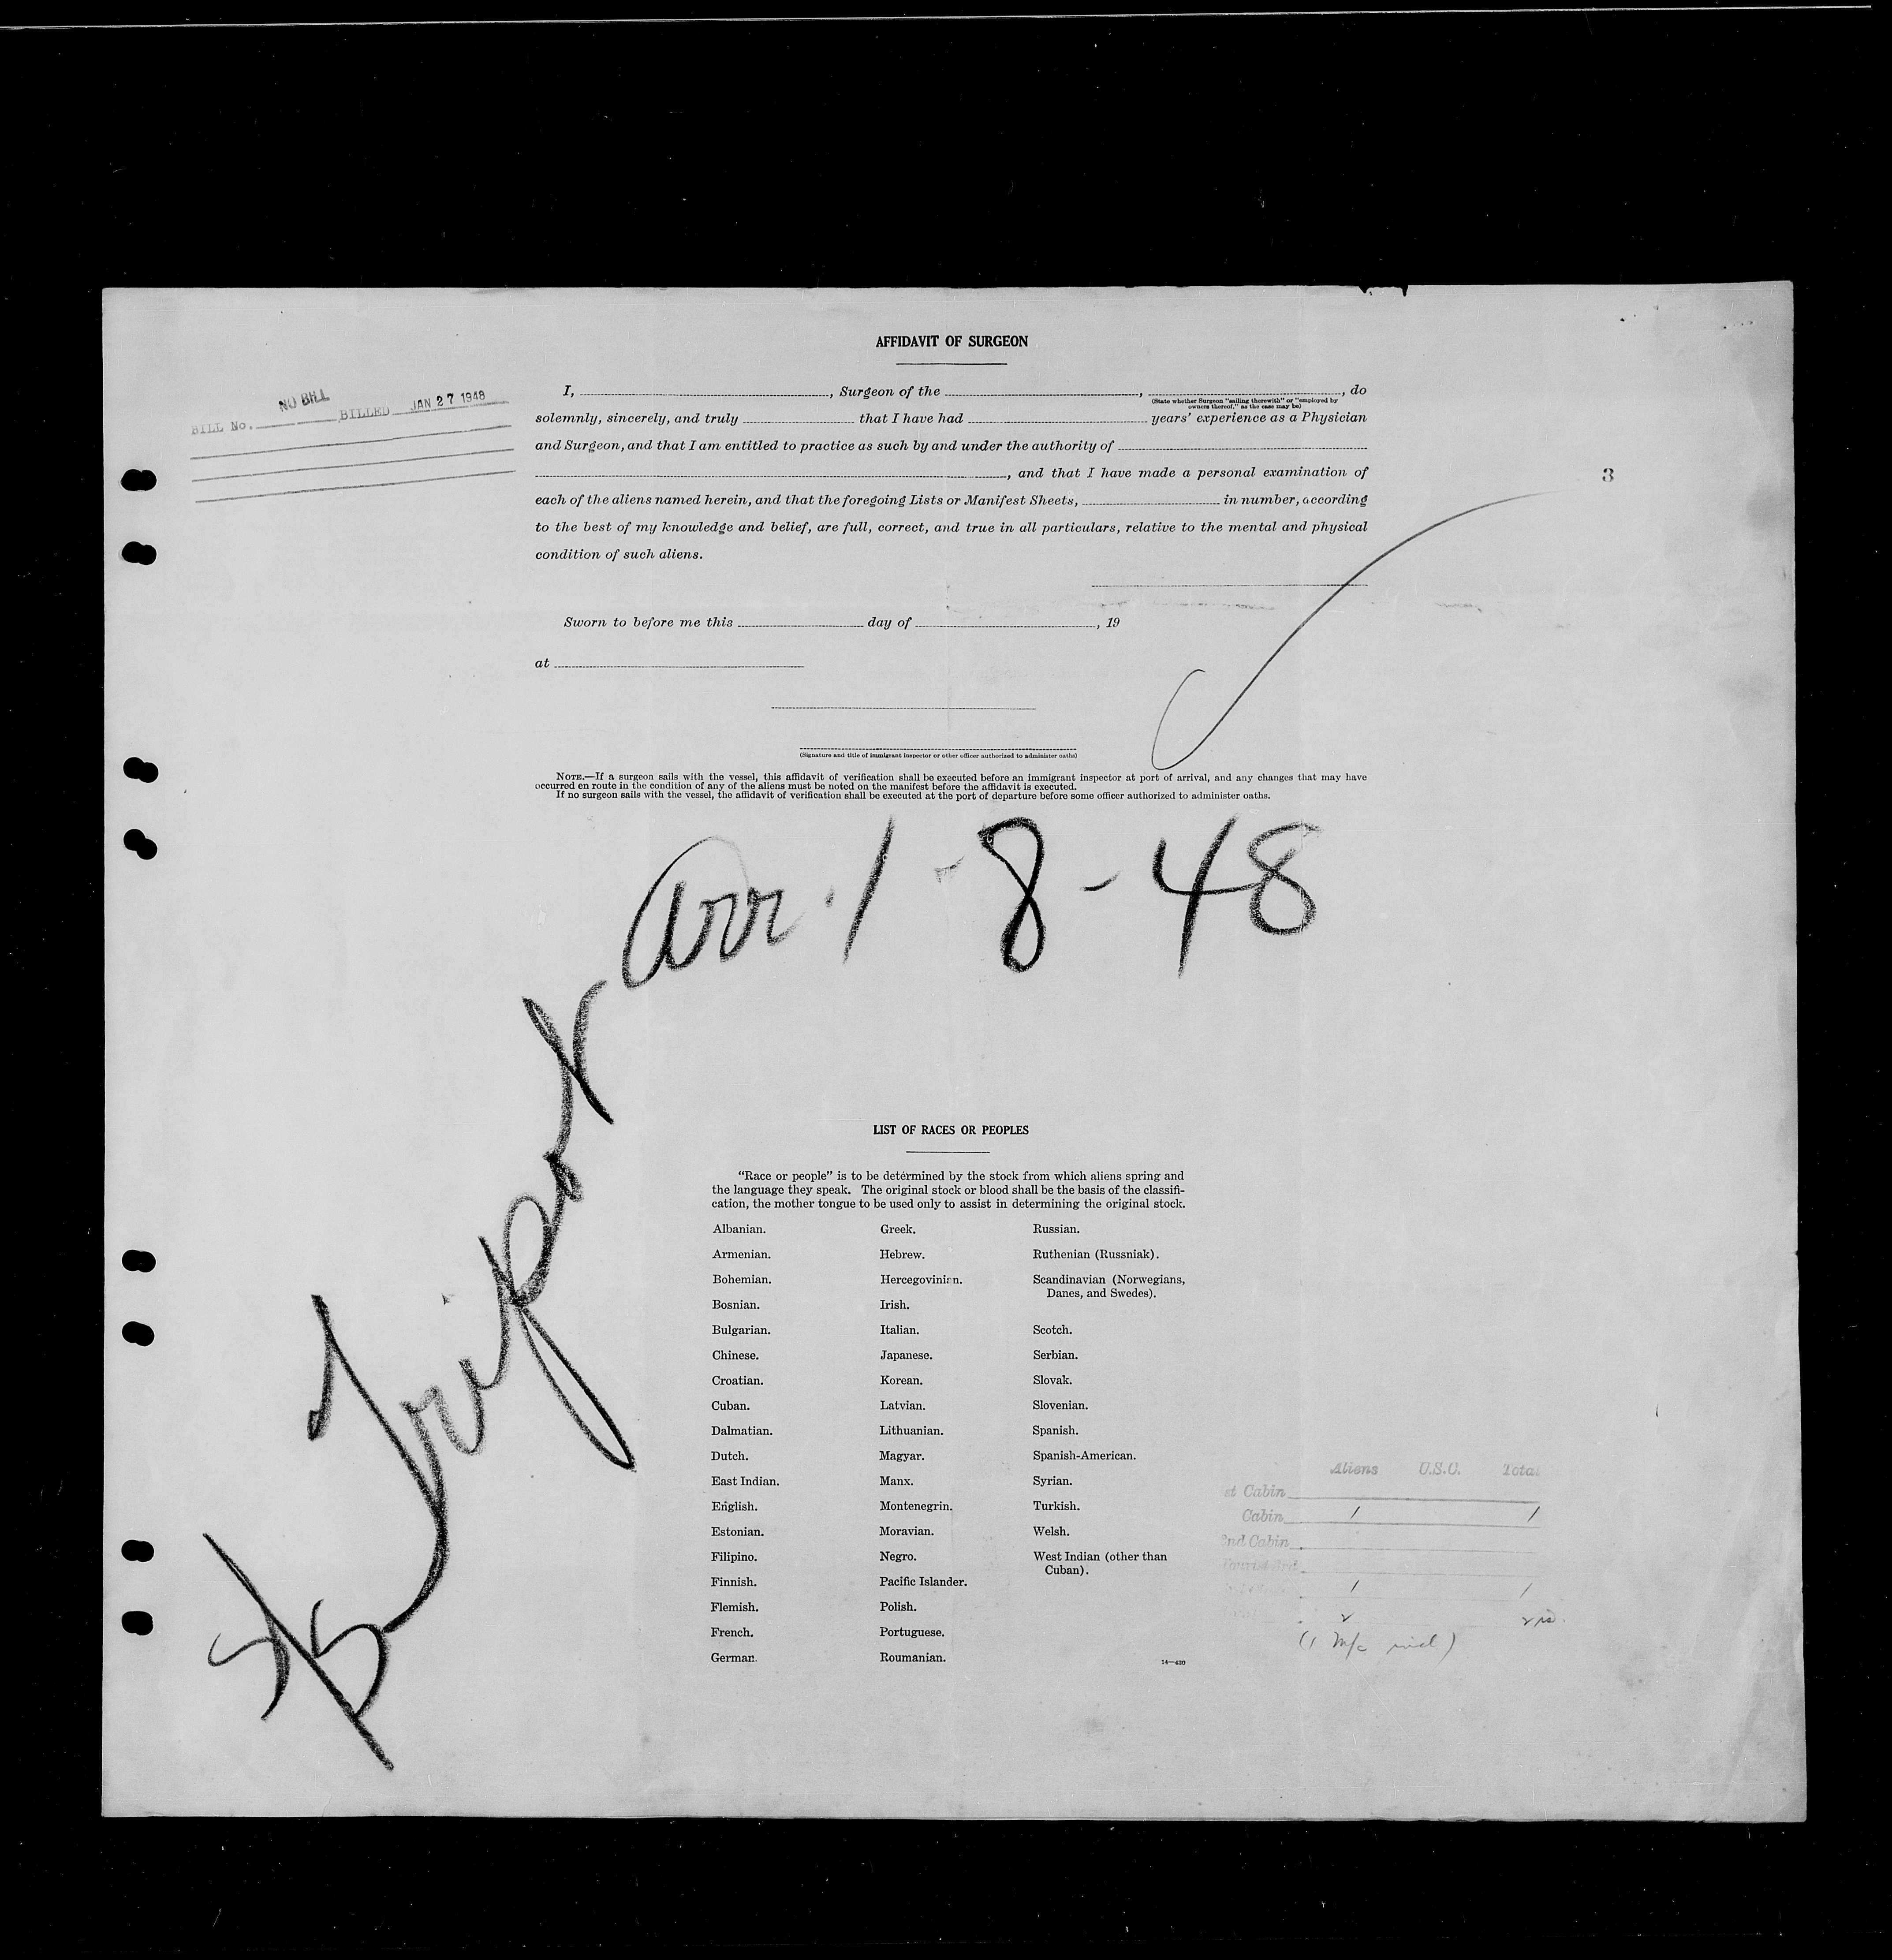 AFFIDAVIT OF SURGEON
NO BILL
BILL No. BILLED JAN 27 1948
I, , Surgeon of the , , do
(State whether Surgeon "sailing therewith" or "employed by
owners thereof," as the case may be)
solemnly, sincerely, and truly that I have had years' experience as a Physician
and Surgeon, and that I am entitled to practice as such by and under the authority of
, and that I have made a personal examination of
3
each of the aliens named herein, and that the foregoing Lists or Manifest Sheets, in number, according
to the best of my knowledge and belief, are full, correct, and true in all particulars, relative to the mental and physical
condition of such aliens.
Sworn to before me this day of , 19
at
(Signature and title of immigrant inspector or other officer authorized to administer oaths)
NOTE.—If a surgeon sails with the vessel, this affidavit of verification shall be executed before an immigrant inspector at port of arrival, and any changes that may have
occurred en route in the condition of any of the aliens must be noted on the manifest before the affidavit is executed.
If no surgeon sails with the vessel, the affidavit of verification shall be executed at the port of departure before some officer authorized to administer oaths.
arr. 1-8-48
LIST OF RACES OR PEOPLES
"Race or people" is to be determined by the stock from which aliens spring and
the language they speak. The original stock or blood shall be the basis of the classifi-
cation, the mother tongue to be used only to assist in determining the original stock.
Albanian. Greek. Russian.
Armenian. Hebrew. Ruthenian (Russniak).
Bohemian. Hercegovinian. Scandinavian (Norwegians,
Danes, and Swedes).
Bosnian. Irish.
Bulgarian. Italian. Scotch.
Chinese. Japanese. Serbian.
Croatian. Korean. Slovak.
Cuban. Latvian. Slovenian.
Dalmatian. Lithuanian. Spanish.
Dutch. Magyar. Spanish-American.
East Indian. Manx. Syrian.
English. Montenegrin. Turkish.
Estonian. Moravian. Welsh.
Filipino. Negro. West Indian (other than
Cuban).
Finnish. Pacific Islander.
Flemish. Polish.
French. Portuguese.
German. Roumanian.
14—430
SS Triport
Aliens U.S.C. Total
st Cabin
Cabin 1 1
2nd Cabin
1 1
2 2